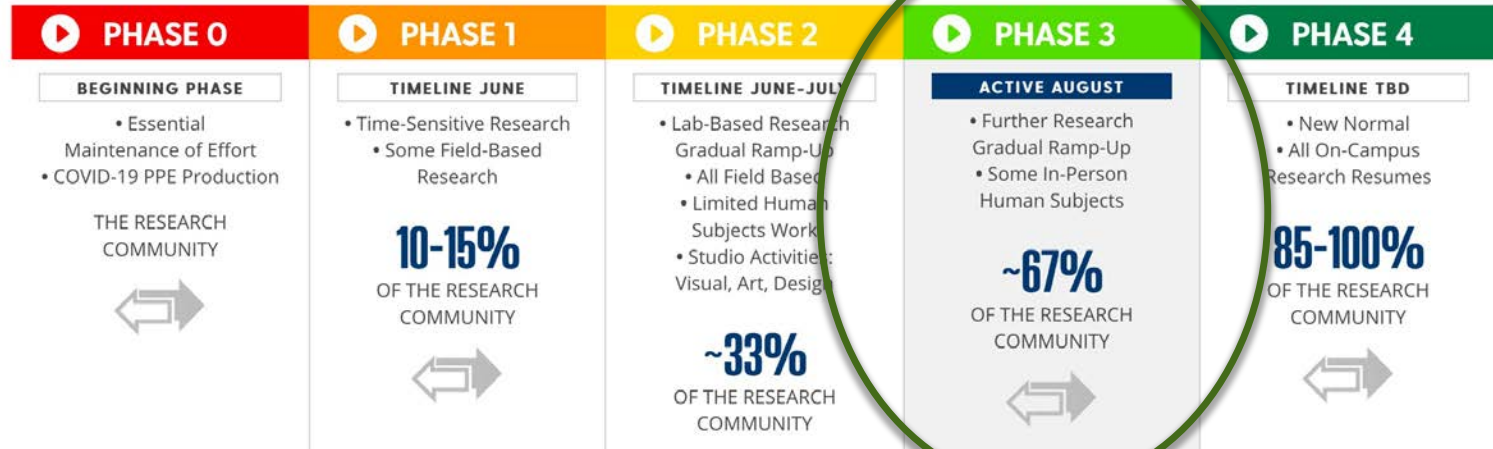 PHASE 0
BEGINNING PHASE
• Essential
Maintenance of Effort
• COVID-19 PPE Production
THE RESEARCH
COMMUNITY
PHASE 1
TIMELINE JUNE
• Time-Sensitive Research
• Some Field-Based
Research
10-15%
OF THE RESEARCH
COMMUNITY
PHASE 2
TIMELINE JUNE-JULY
• Lab-Based Research
Gradual Ramp-Up
• All Field Based
• Limited Human
Subjects Work
• Studio Activities:
Visual, Art, Design
~33%
OF THE RESEARCH
COMMUNITY
PHASE 3
ACTIVE AUGUST
• Further Research
Gradual Ramp-Up
• Some In-Person
Human Subjects
~67%
OF THE RESEARCH
COMMUNITY
PHASE 4
TIMELINE TBD
• New Normal
• All On-Campus
Research Resumes
85-100%
OF THE RESEARCH
COMMUNITY